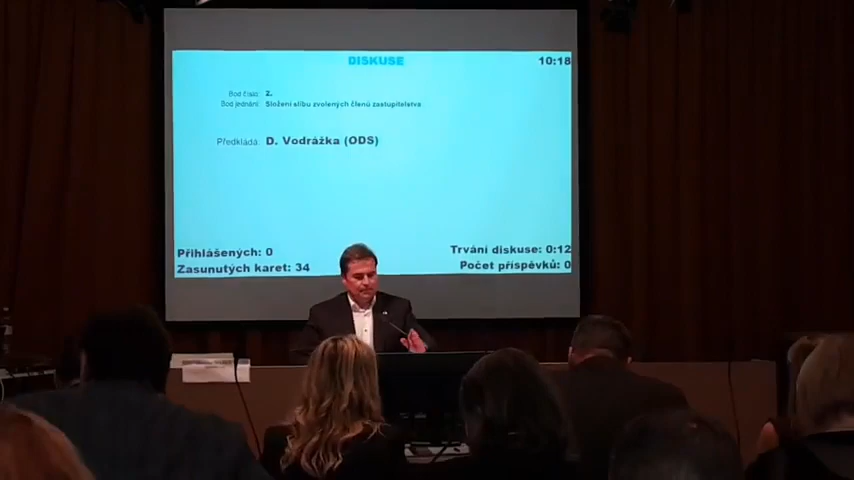 DISKUSE
10:18
Bod číslo: 2.
Bod jednání: Složení slibu zvolených členů zastupitelstva
Předkládá: D. Vodrážka (ODS)
Přihlášených: 0
Trvání diskuse: 0:12
Zasunutých karet: 34
Počet příspěvků: 0